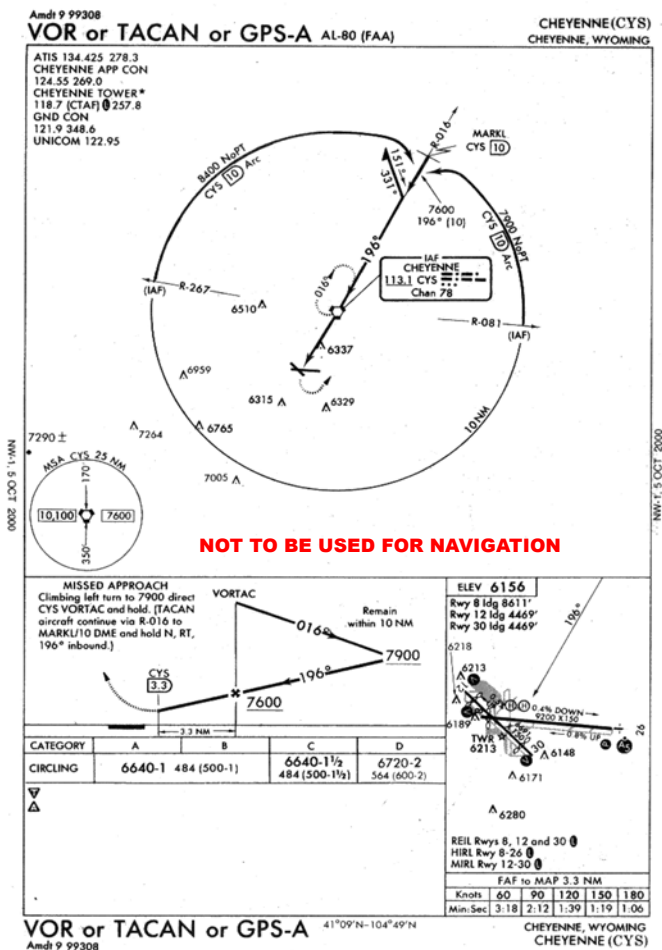 Amdt 9 99308
VOR or TACAN or GPS-A AL-80 (FAA)
CHEYENNE (CYS)
CHEYENNE, WYOMING
ATIS 134.425 278.3
CHEYENNE APP CON
124.55 269.0
CHEYENNE TOWER*
118.7 (CTAF) L 257.8
GND CON
121.9 348.6
UNICOM 122.95
8400 NoPT
CYS 10 Arc
R-016
MARKL
CYS 10
151°
331°
7600
196° (10)
7900 NoPT
CYS 10 Arc
196°
016°
IAF
CHEYENNE
113.1 CYS
Chan 78
(IAF)
R-267
R-081
(IAF)
6510
6337
6959
6315
6329
6765
7264
7290 ±
7005
10 NM
MSA CYS 25 NM
170°
10,100
7600
350°
NW-1, 5 OCT 2000
NW-1, 5 OCT 2000
NOT TO BE USED FOR NAVIGATION
MISSED APPROACH
Climbing left turn to 7900 direct
CYS VORTAC and hold. (TACAN
aircraft continue via R-016 to
MARKL/10 DME and hold N, RT,
196° inbound.)
VORTAC
Remain
within 10 NM
016°
7900
196°
7600
CYS
3.3
3.3 NM
CATEGORY A B C D
CIRCLING 6640-1 484 (500-1) 6640-1½ 484 (500-1½) 6720-2 564 (600-2)
ELEV 6156
Rwy 8 ldg 8611'
Rwy 12 ldg 4469'
Rwy 30 ldg 4469'
196°
6218
6213
6189
0.4% DOWN
9200 X150
0.8% UP
26
TWR
6213
30
6148
6171
6280
REIL Rwys 8, 12 and 30 L
HIRL Rwy 8-26 L
MIRL Rwy 12-30 L
FAF to MAP 3.3 NM
Knots 60 90 120 150 180
Min:Sec 3:18 2:12 1:39 1:19 1:06
VOR or TACAN or GPS-A
41°09'N-104°49'W
CHEYENNE, WYOMING
CHEYENNE (CYS)
Amdt 9 99308